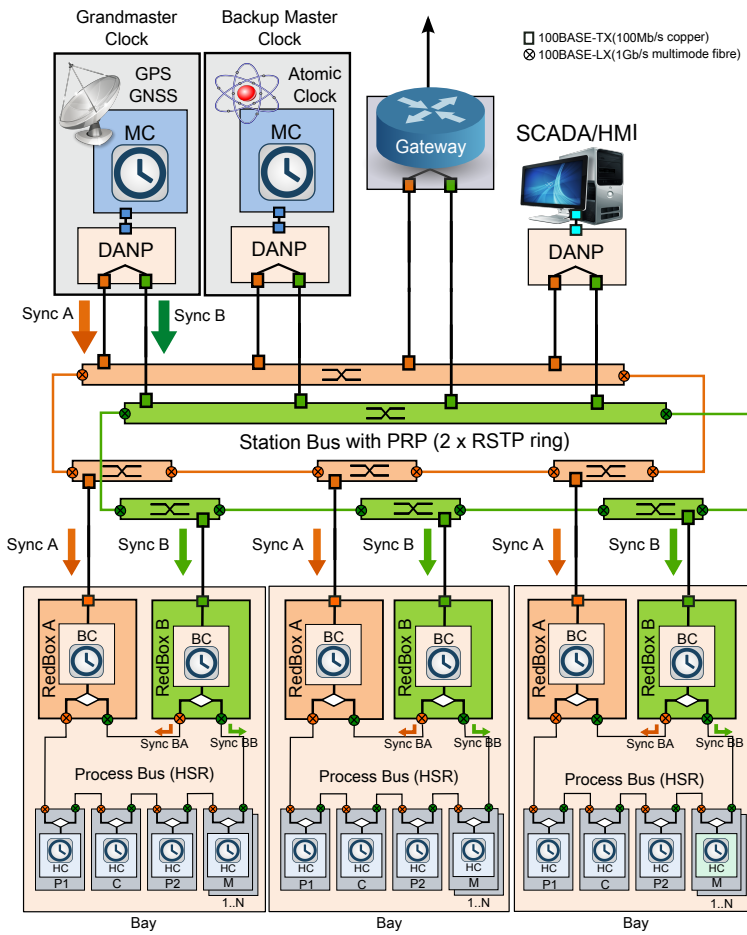 Grandmaster
Clock
Backup Master
Clock
100BASE-TX(100Mb/s copper)
100BASE-LX(1Gb/s multimode fibre)
GPS
GNSS
Atomic
Clock
MC
MC
Gateway
SCADA/HMI
DANP
DANP
DANP
Sync A
Sync B
Station Bus with PRP (2 x RSTP ring)
Sync A
Sync B
Sync A
Sync B
Sync A
Sync B
RedBox A
BC
RedBox B
BC
RedBox A
BC
RedBox B
BC
RedBox A
BC
RedBox B
BC
Sync BA
Sync BB
Sync BA
Sync BB
Sync BA
Sync BB
Process Bus (HSR)
Process Bus (HSR)
Process Bus (HSR)
HC
HC
HC
HC
HC
HC
HC
HC
HC
HC
HC
HC
P1
C
P2
M
P1
C
P2
M
P1
C
P2
M
1..N
1..N
1..N
Bay
Bay
Bay